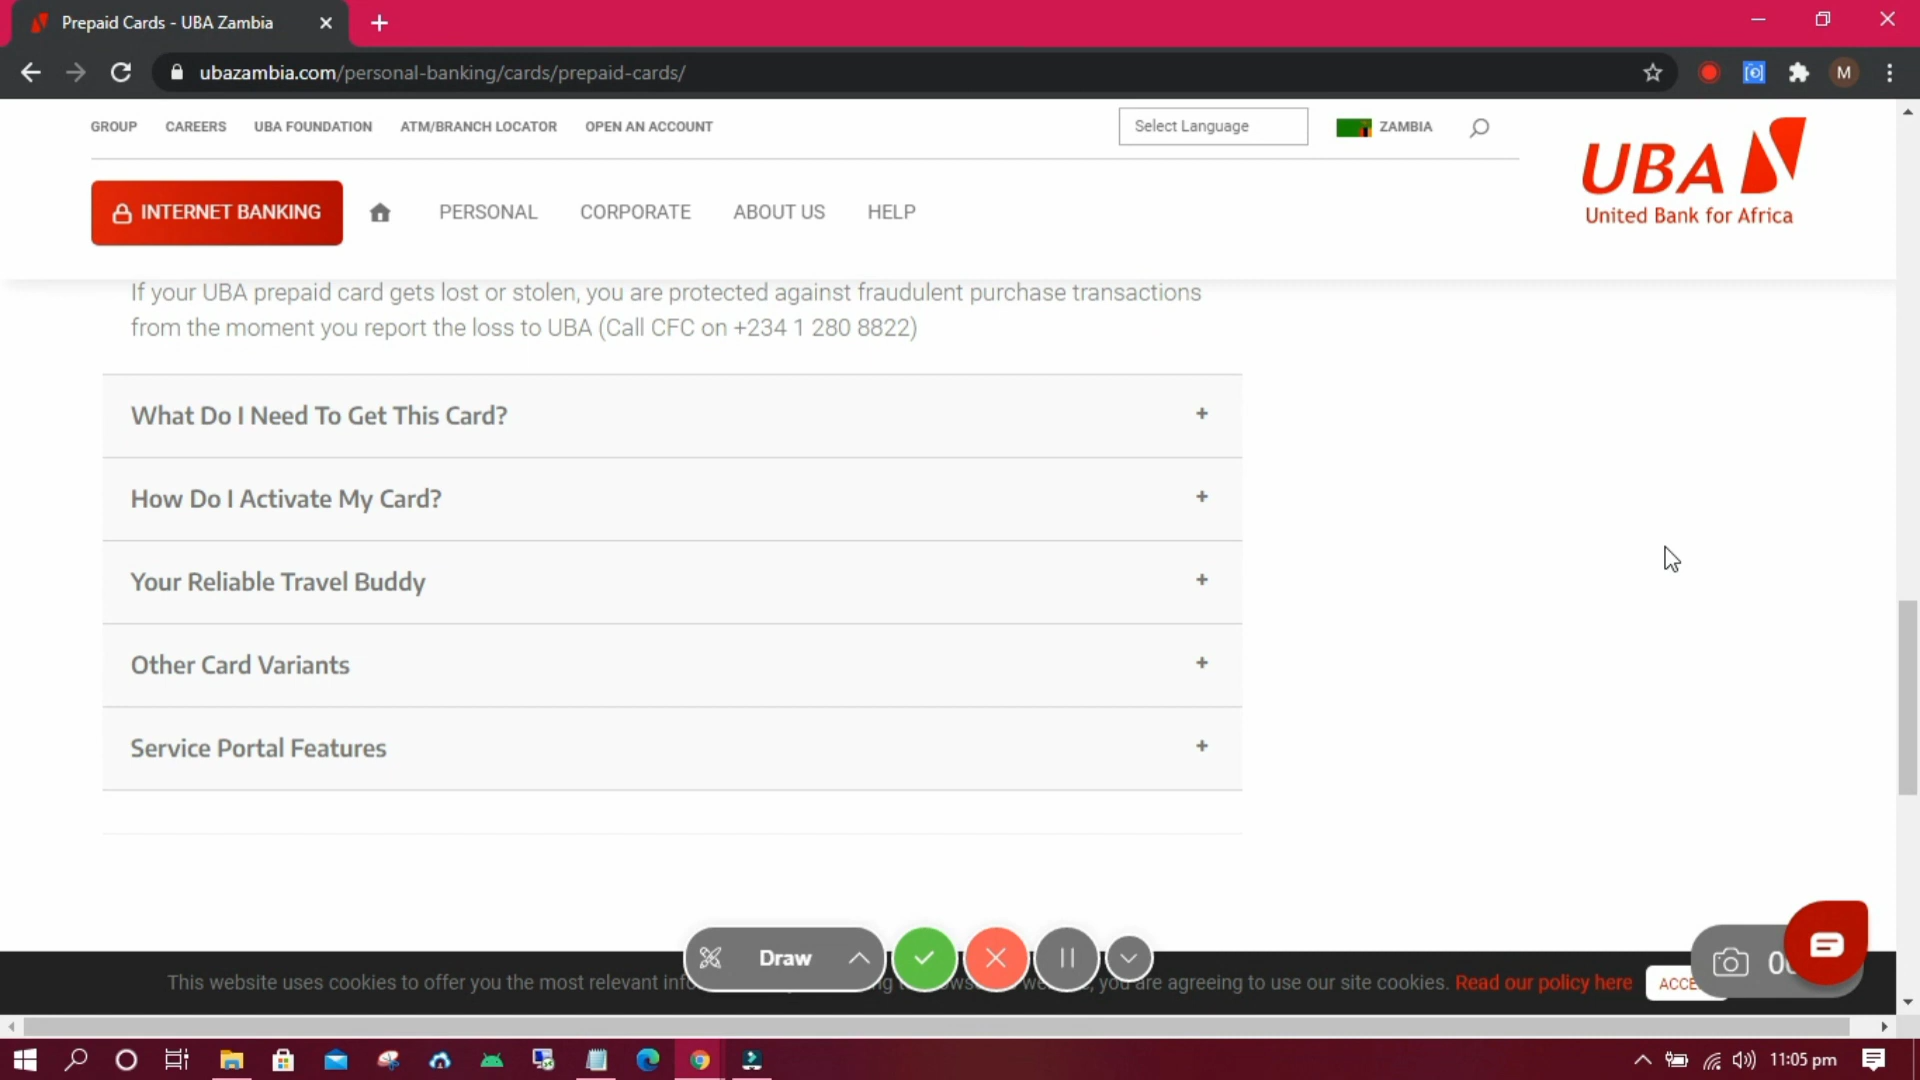 Prepaid Cards - UBA Zambia
ubazambia.com/personal-banking/cards/prepaid-cards/
M
GROUP CAREERS UBA FOUNDATION ATM/BRANCH LOCATOR OPEN AN ACCOUNT
Select Language
ZAMBIA
UBA
United Bank for Africa
INTERNET BANKING
PERSONAL CORPORATE ABOUT US HELP
If your UBA prepaid card gets lost or stolen, you are protected against fraudulent purchase transactions
from the moment you report the loss to UBA (Call CFC on +234 1 280 8822)
What Do I Need To Get This Card? +
How Do I Activate My Card? +
Your Reliable Travel Buddy +
Other Card Variants +
Service Portal Features +
Draw
This website uses cookies to offer you the most relevant you are agreeing to use our site cookies. Read our policy here
11:05 pm